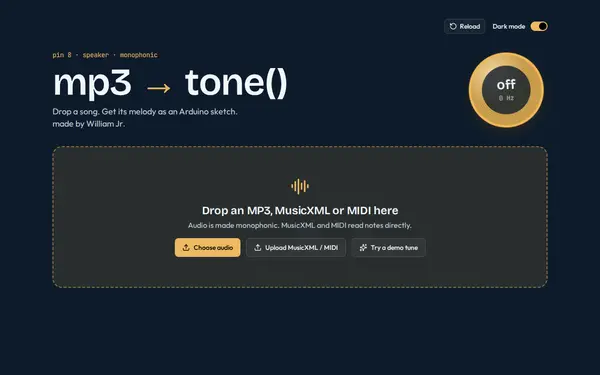 Reload
Dark mode
pin 8 · speaker · monophonic
mp3 → tone()
off
0 Hz
Drop a song. Get its melody as an Arduino sketch.
made by William Jr.
Drop an MP3, MusicXML or MIDI here
Audio is made monophonic. MusicXML and MIDI read notes directly.
Choose audio
Upload MusicXML / MIDI
Try a demo tune